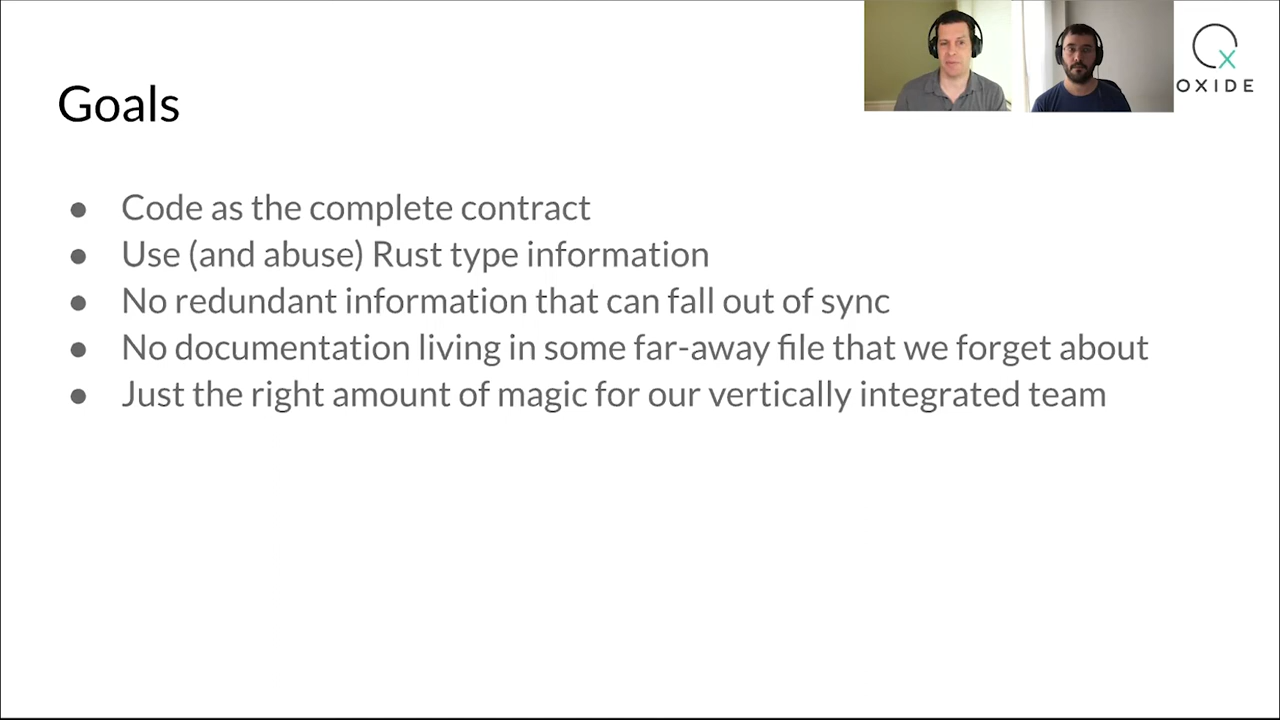 OXIDE
Goals
● Code as the complete contract
● Use (and abuse) Rust type information
● No redundant information that can fall out of sync
● No documentation living in some far-away file that we forget about
● Just the right amount of magic for our vertically integrated team